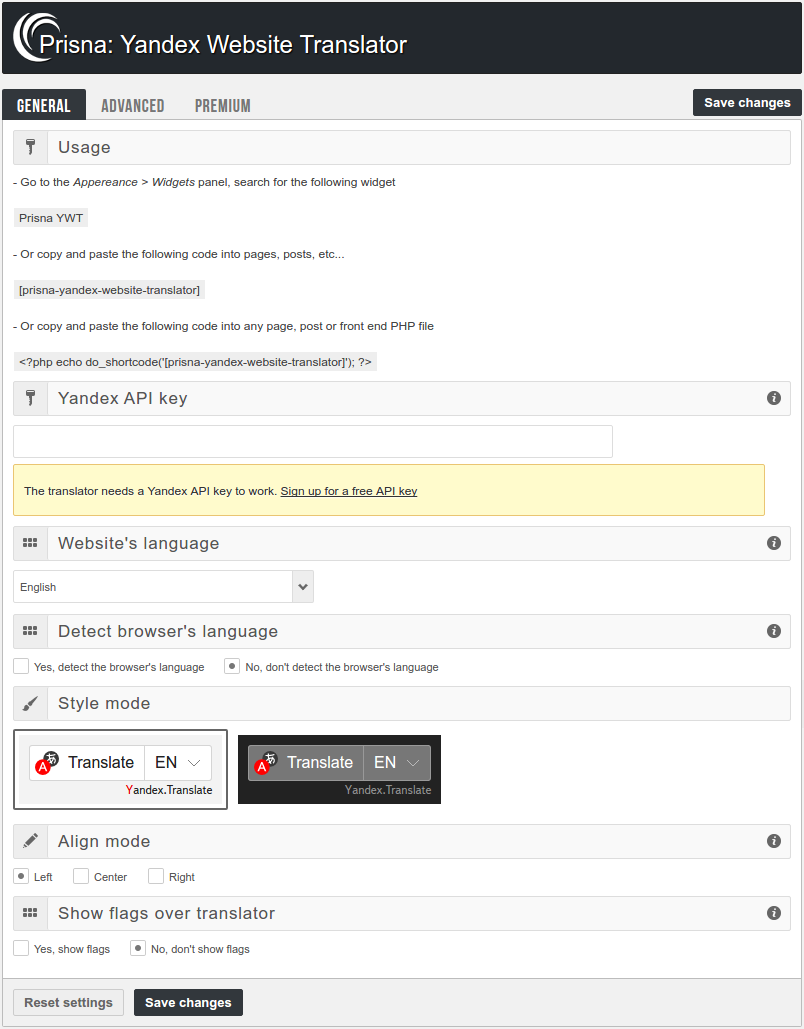 Prisna: Yandex Website Translator
GENERAL ADVANCED PREMIUM Save changes
Usage
- Go to the Appereance > Widgets panel, search for the following widget
Prisna YWT
- Or copy and paste the following code into pages, posts, etc...
[prisna-yandex-website-translator]
- Or copy and paste the following code into any page, post or front end PHP file
<?php echo do_shortcode('[prisna-yandex-website-translator]'); ?>
Yandex API key
The translator needs a Yandex API key to work. Sign up for a free API key
Website's language
English
Detect browser's language
Yes, detect the browser's language No, don't detect the browser's language
Style mode
A あ Translate EN A あ Translate EN
Yandex.Translate Yandex.Translate
Align mode
Left Center Right
Show flags over translator
Yes, show flags No, don't show flags
Reset settings Save changes